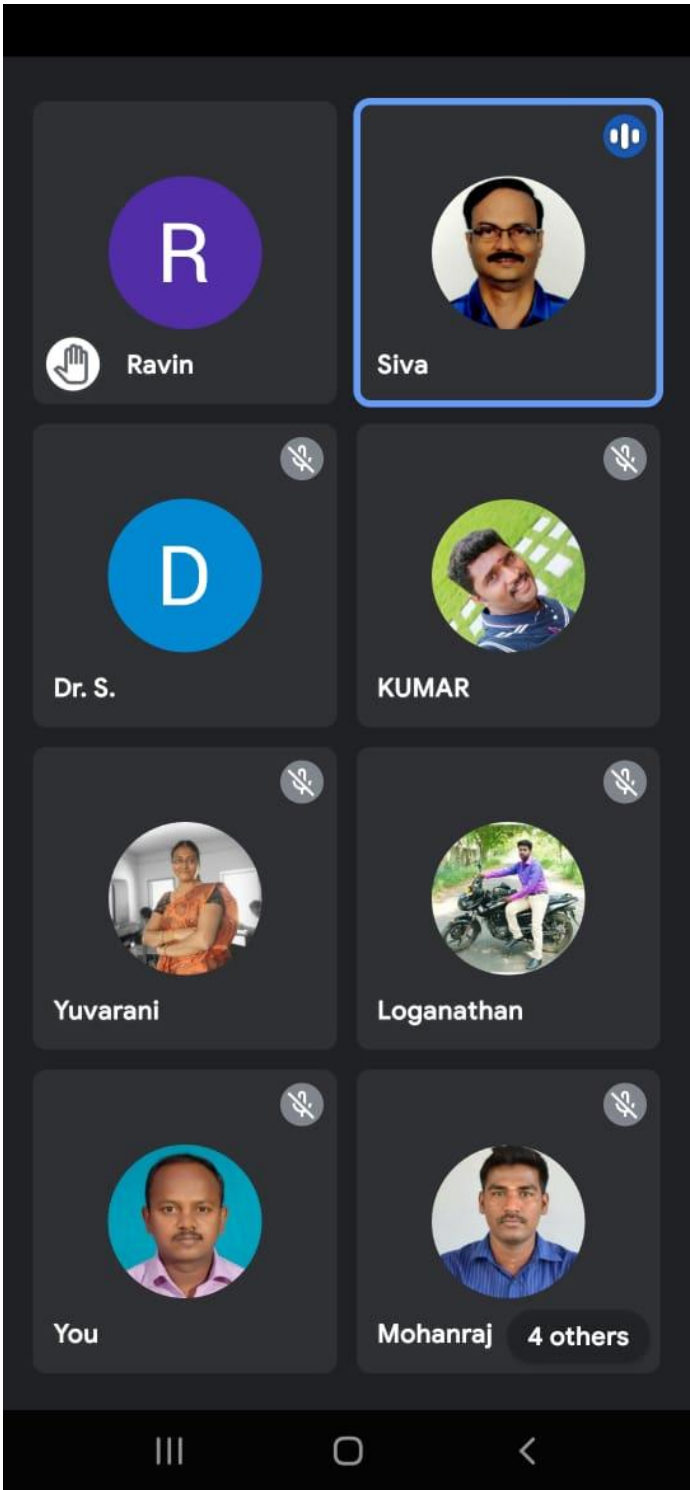 R
Ravin
Siva
D
Dr. S.
KUMAR
Yuvarani
Loganathan
You
Mohanraj
4 others